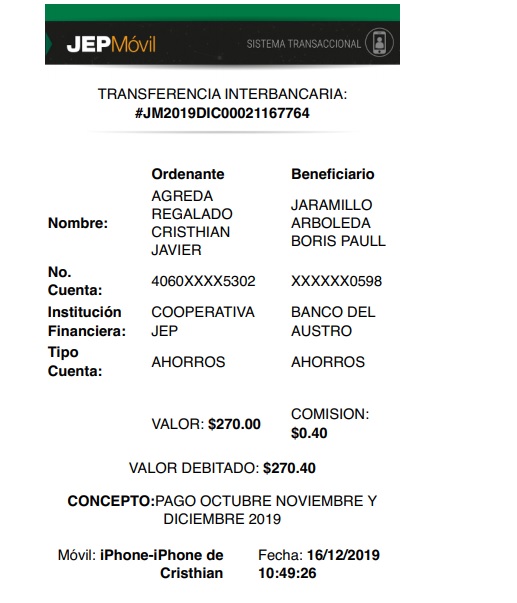 JEPMóvil
SISTEMA TRANSACCIONAL
TRANSFERENCIA INTERBANCARIA:
#JM2019DIC00021167764
Ordenante Beneficiario
Nombre:
AGREDA
REGALADO
CRISTHIAN
JAVIER
JARAMILLO
ARBOLEDA
BORIS PAULL
No.
Cuenta:
4060XXXX5302
XXXXXX0598
Institución
Financiera:
COOPERATIVA
JEP
BANCO DEL
AUSTRO
Tipo
Cuenta:
AHORROS
AHORROS
VALOR: $270.00
COMISION:
$0.40
VALOR DEBITADO: $270.40
CONCEPTO:PAGO OCTUBRE NOVIEMBRE Y
DICIEMBRE 2019
Móvil: iPhone-iPhone de
Cristhian
Fecha: 16/12/2019
10:49:26